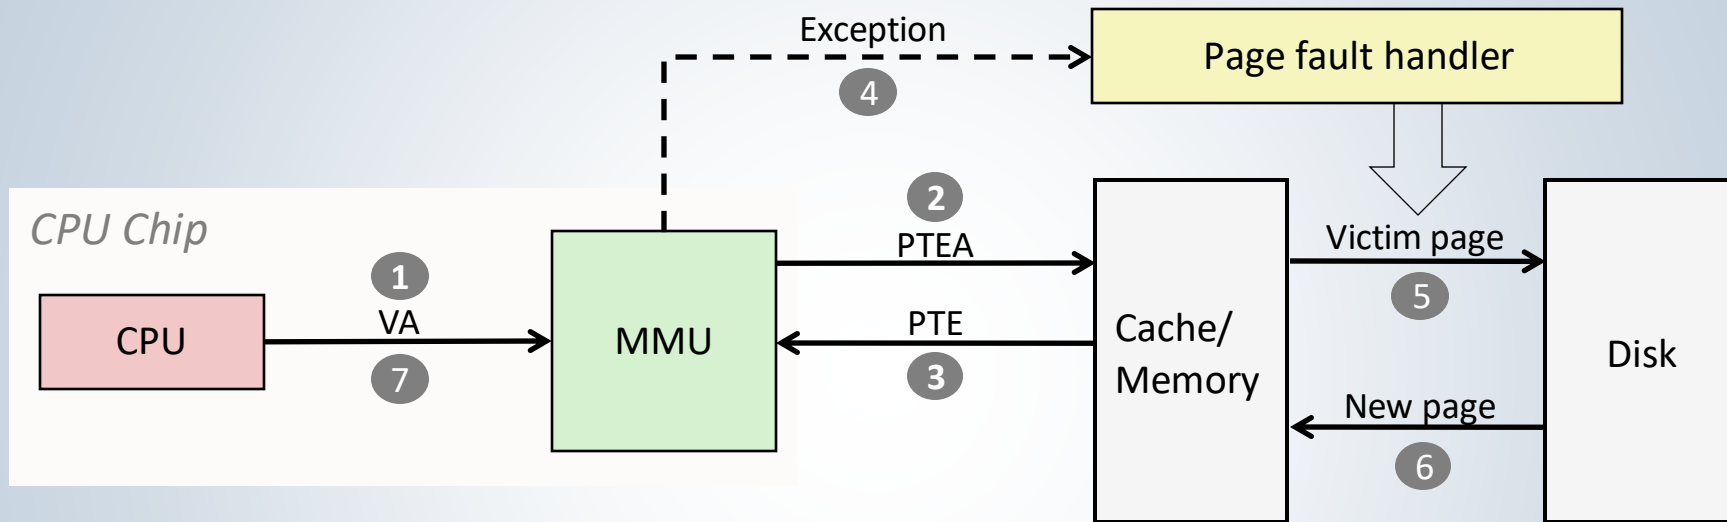 Exception
4
Page fault handler
CPU Chip
2
PTEA
Victim page
5
1
VA
7
CPU
MMU
PTE
3
Cache/
Memory
Disk
New page
6